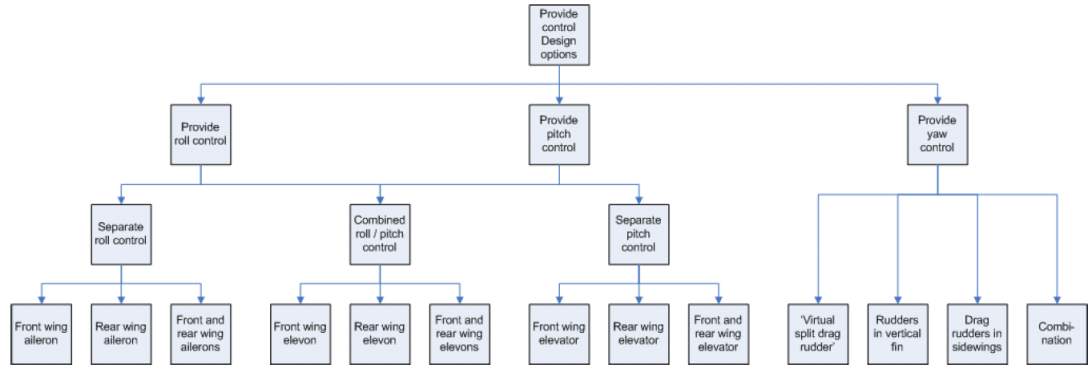 Provide
control
Design
options
Provide
roll control
Provide
pitch
control
Provide
yaw
control
Separate
roll control
Combined
roll / pitch
control
Separate
pitch
control
Front wing
aileron
Rear wing
aileron
Front and
rear wing
ailerons
Front wing
elevon
Rear wing
elevon
Front and
rear wing
elevons
Front wing
elevator
Rear wing
elevator
Front and
rear wing
elevator
‘Virtual
split drag
rudder’
Rudders
in vertical
fin
Drag
rudders in
sidewings
Combi-
nation